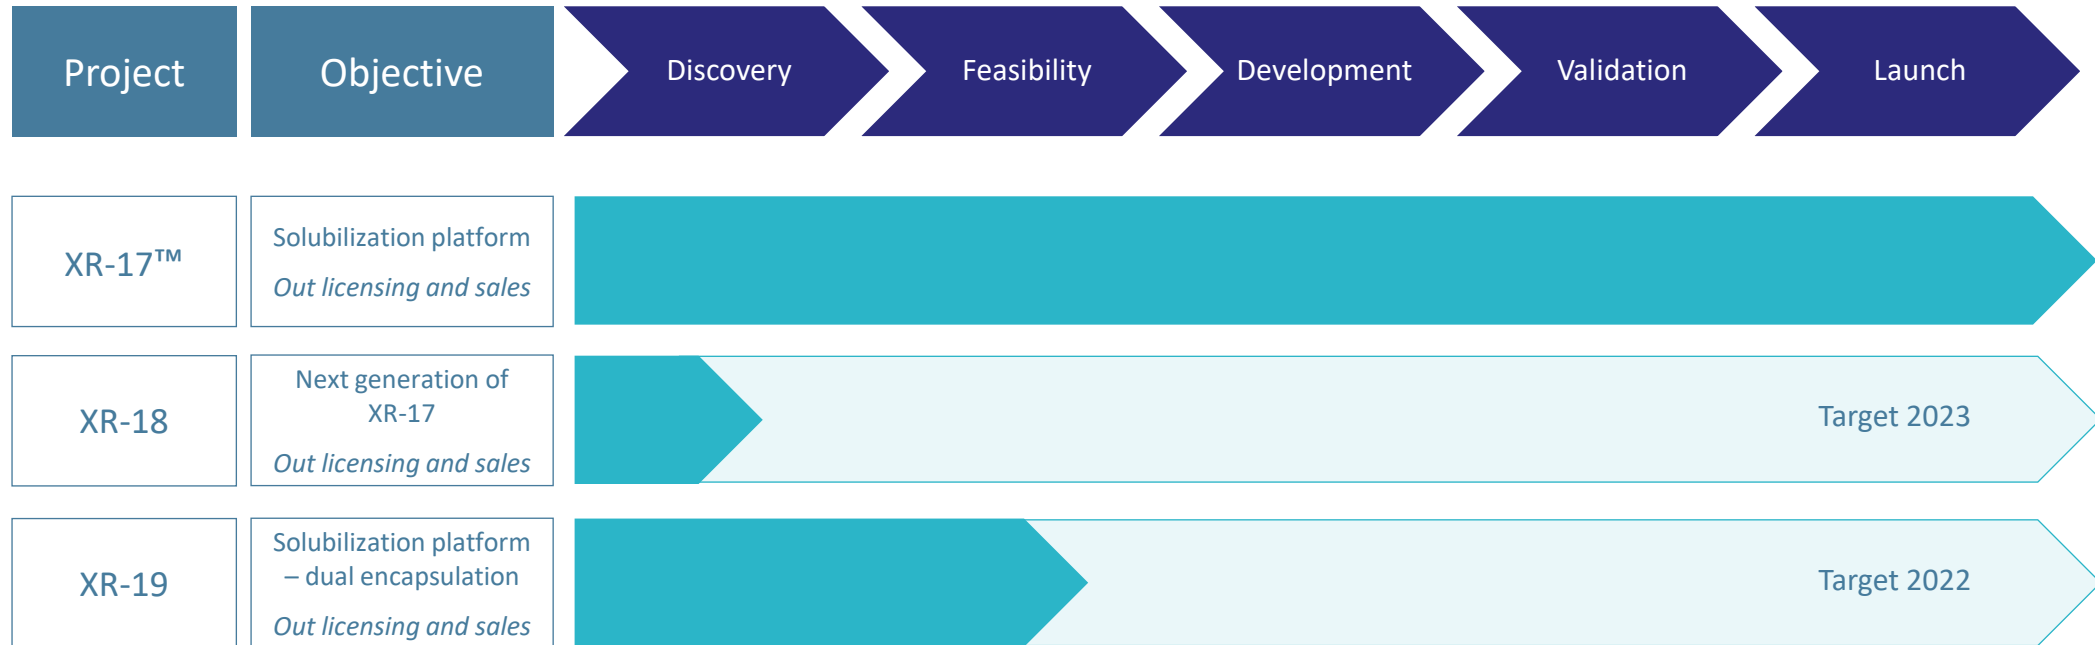 Project
Objective
Discovery
Feasibility
Development
Validation
Launch
XR-17™
Solubilization platform
Out licensing and sales
XR-18
Next generation of
XR-17
Out licensing and sales
Target 2023
XR-19
Solubilization platform
– dual encapsulation
Out licensing and sales
Target 2022